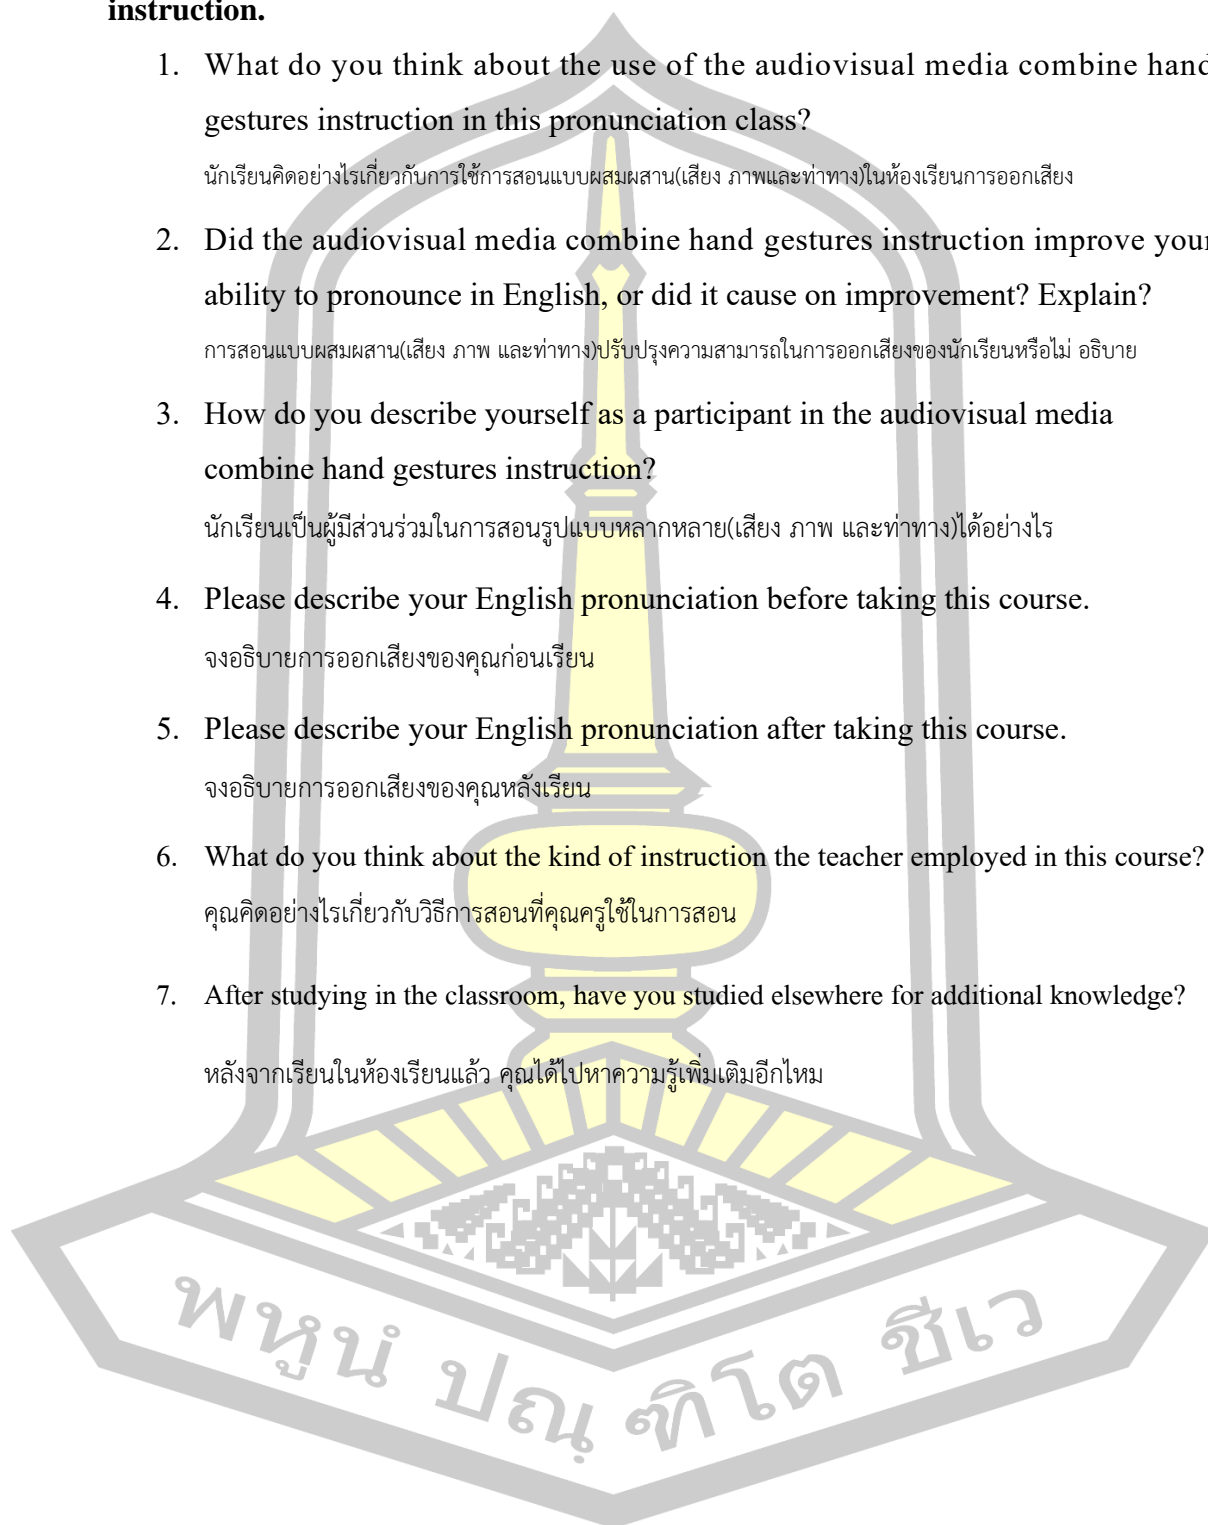 instruction.
1. What do you think about the use of the audiovisual media combine hand
gestures instruction in this pronunciation class?
นักเรียนคิดอย่างไรเกี่ยวกับการใช้การสอนแบบผสมผสาน(เสียง ภาพและท่าทาง)ในห้องเรียนการออกเสียง
2. Did the audiovisual media combine hand gestures instruction improve your
ability to pronounce in English, or did it cause on improvement? Explain?
การสอนแบบผสมผสาน(เสียง ภาพ และท่าทาง)ปรับปรุงความสามารถในการออกเสียงของนักเรียนหรือไม่ อธิบาย
3. How do you describe yourself as a participant in the audiovisual media
combine hand gestures instruction?
นักเรียนเป็นผู้มีส่วนร่วมในการสอนรูปแบบหลากหลาย(เสียง ภาพ และท่าทาง)ได้อย่างไร
4. Please describe your English pronunciation before taking this course.
จงอธิบายการออกเสียงของคุณก่อนเรียน
5. Please describe your English pronunciation after taking this course.
จงอธิบายการออกเสียงของคุณหลังเรียน
6. What do you think about the kind of instruction the teacher employed in this course?
คุณคิดอย่างไรเกี่ยวกับวิธีการสอนที่คุณครูใช้ในการสอน
7. After studying in the classroom, have you studied elsewhere for additional knowledge?
หลังจากเรียนในห้องเรียนแล้ว คุณได้ไปหาความรู้เพิ่มเติมอีกไหม
พหูนํ ปณฺฑิโต ชีเว